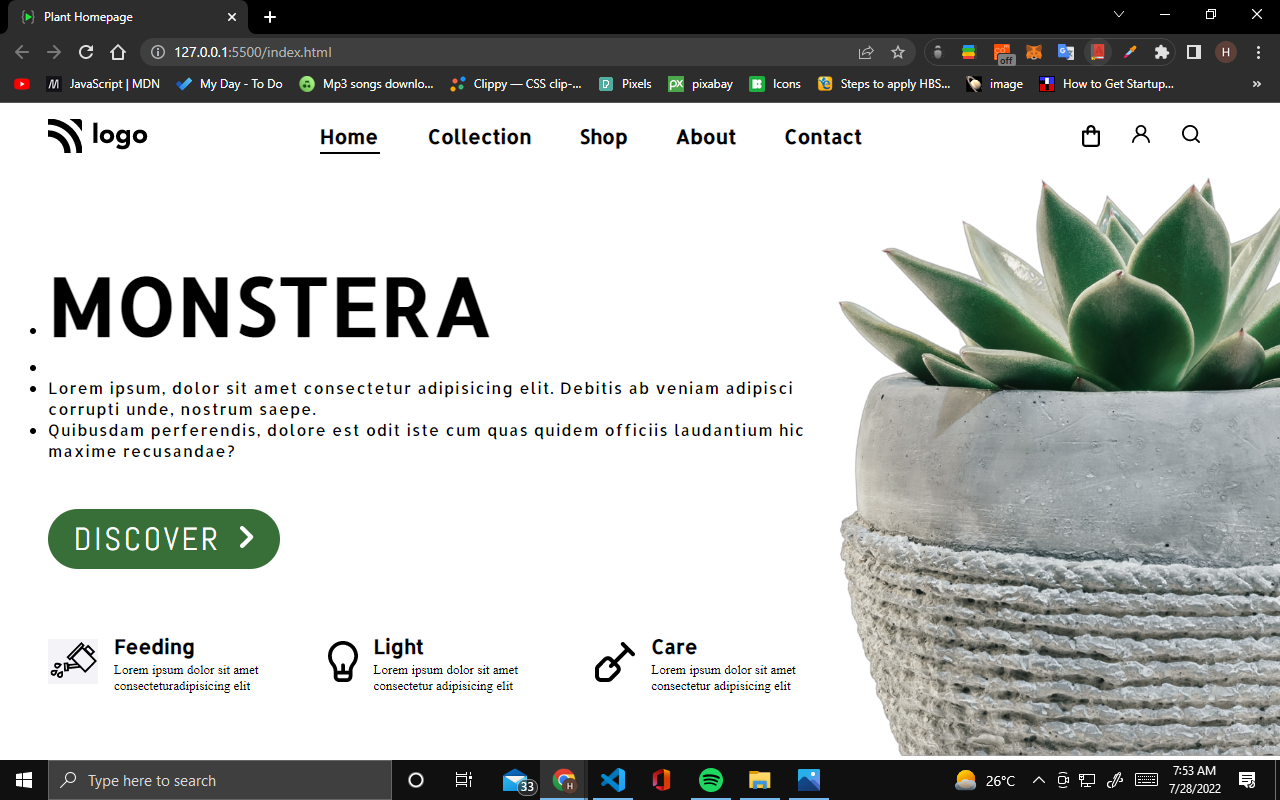 Plant Homepage
127.0.0.1:5500/index.html
off
H
JavaScript | MDN
My Day - To Do
Mp3 songs downlo...
Clippy — CSS clip-...
Pixels
px
pixabay
Icons
Steps to apply HBS...
image
How to Get Startup...
»
logo
Home
Collection
Shop
About
Contact
MONSTERA
Lorem ipsum, dolor sit amet consectetur adipisicing elit. Debitis ab veniam adipisci
corrupti unde, nostrum saepe.
Quibusdam perferendis, dolore est odit iste cum quas quidem officiis laudantium hic
maxime recusandae?
DISCOVER
Feeding
Lorem ipsum dolor sit amet
consecteturadipisicing elit
Light
Lorem ipsum dolor sit amet
consectetur adipisicing elit
Care
Lorem ipsum dolor sit amet
consectetur adipisicing elit
Type here to search
33
H
26°C
7:53 AM
7/28/2022